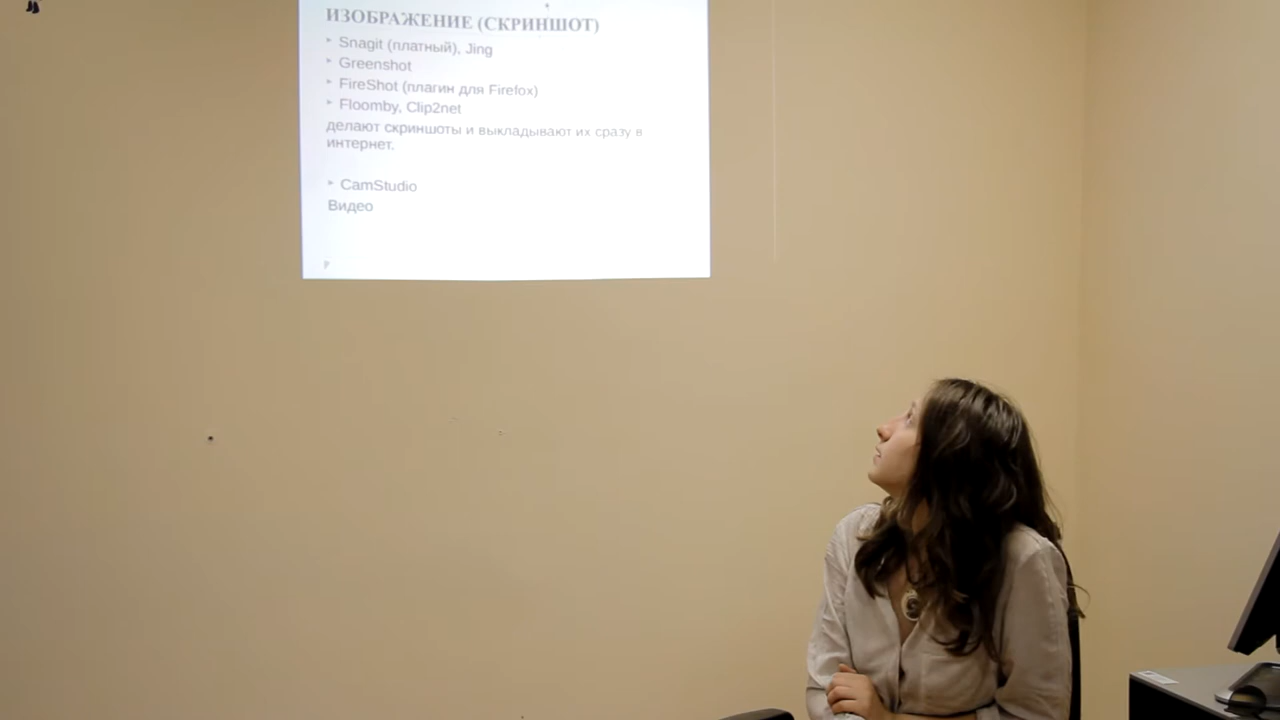 ИЗОБРАЖЕНИЕ (СКРИНШОТ)
Snagit (платный), Jing
Greenshot
FireShot (плагин для Firefox)
Floomby, Clip2net
делают скриншоты и выкладывают их сразу в
интернет.
CamStudio
Видео